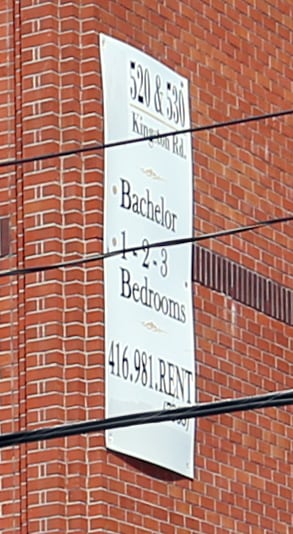 520 & 530
Kingston Rd.
Bachelor
1 - 2 - 3
Bedrooms
416.981.RENT